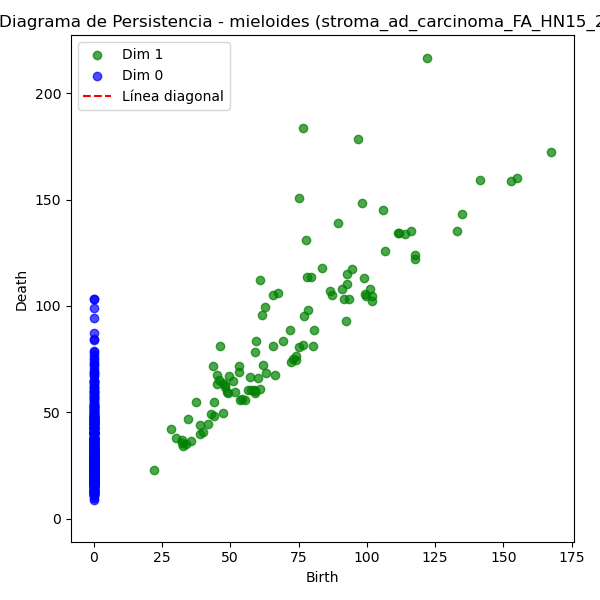 Diagrama de Persistencia - mieloides (stroma_ad_carcinoma_FA_HN15_2
Dim 1
Dim 0
Línea diagonal
200
150
100
50
0
Death
0 25 50 75 100 125 150 175
Birth